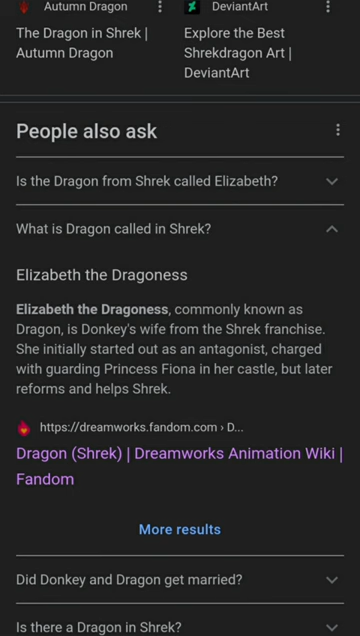 Autumn Dragon
The Dragon in Shrek |
Autumn Dragon
DeviantArt
Explore the Best
Shrekdragon Art |
DeviantArt
People also ask
Is the Dragon from Shrek called Elizabeth?
What is Dragon called in Shrek?
Elizabeth the Dragoness
Elizabeth the Dragoness, commonly known as
Dragon, is Donkey's wife from the Shrek franchise.
She initially started out as an antagonist, charged
with guarding Princess Fiona in her castle, but later
reforms and helps Shrek.
https://dreamworks.fandom.com › D...
Dragon (Shrek) | Dreamworks Animation Wiki |
Fandom
More results
Did Donkey and Dragon get married?
Is there a Dragon in Shrek?